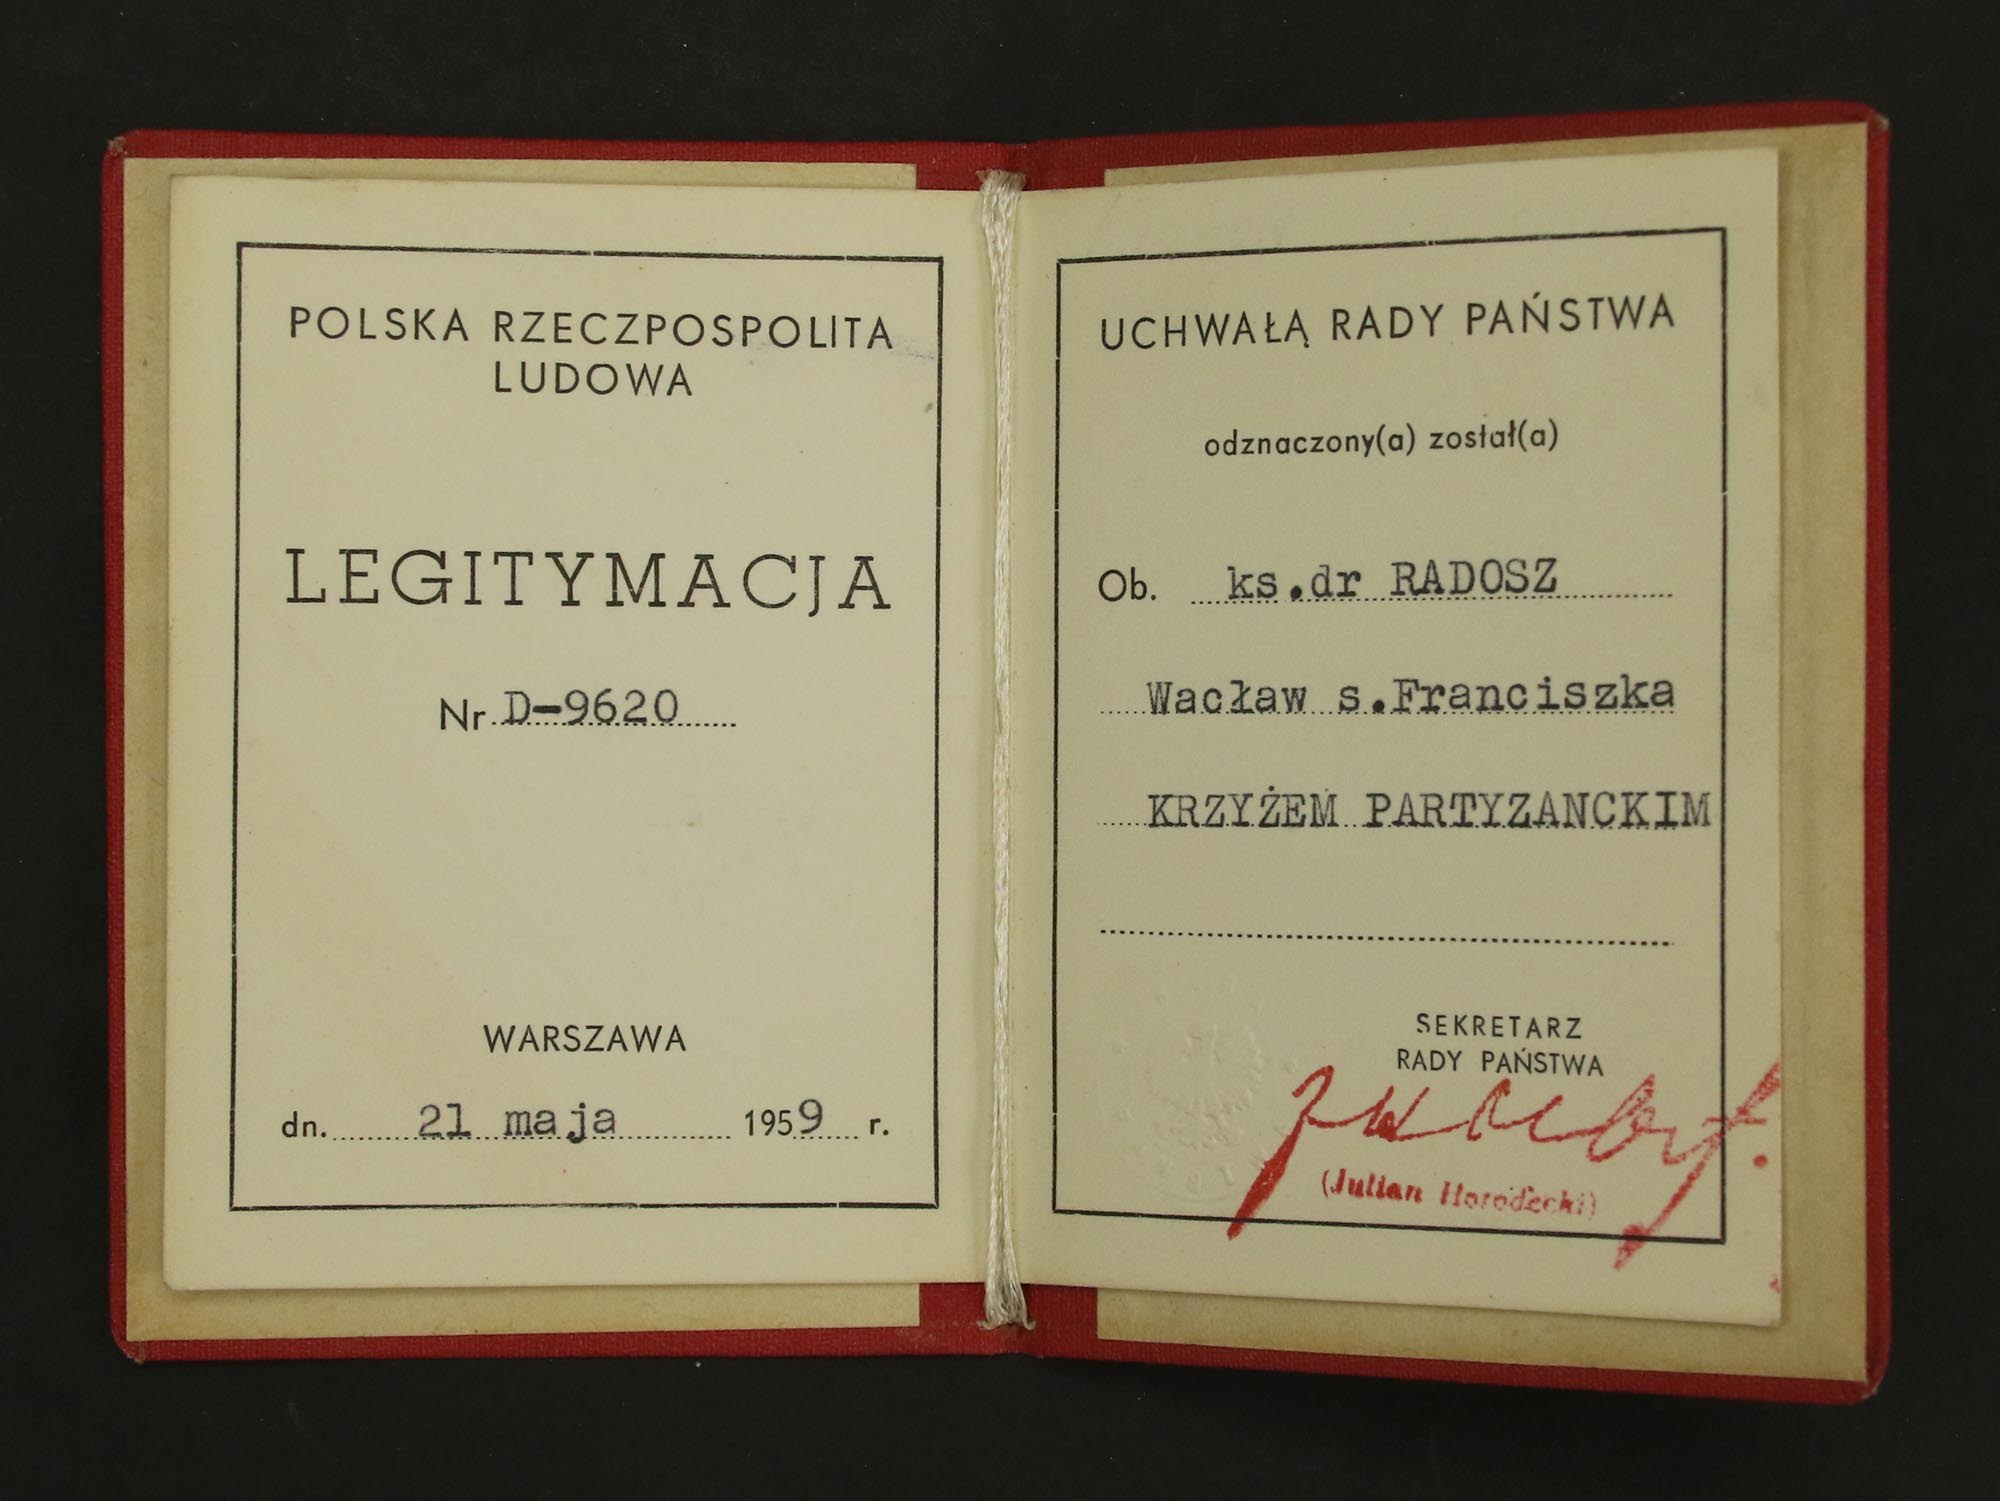 POLSKA RZECZPOSPOLITA
LUDOWA
LEGITYMACJA
Nr D-9620
WARSZAWA
dn. 21 maja 1959 r.
UCHWAŁĄ RADY PAŃSTWA
odznaczony(a) został(a)
Ob. ks.dr RADOSZ
Wacław s.Franciszka
KRZYŻEM PARTYZANCKIM
SEKRETARZ
RADY PAŃSTWA
(Julian Horodecki)